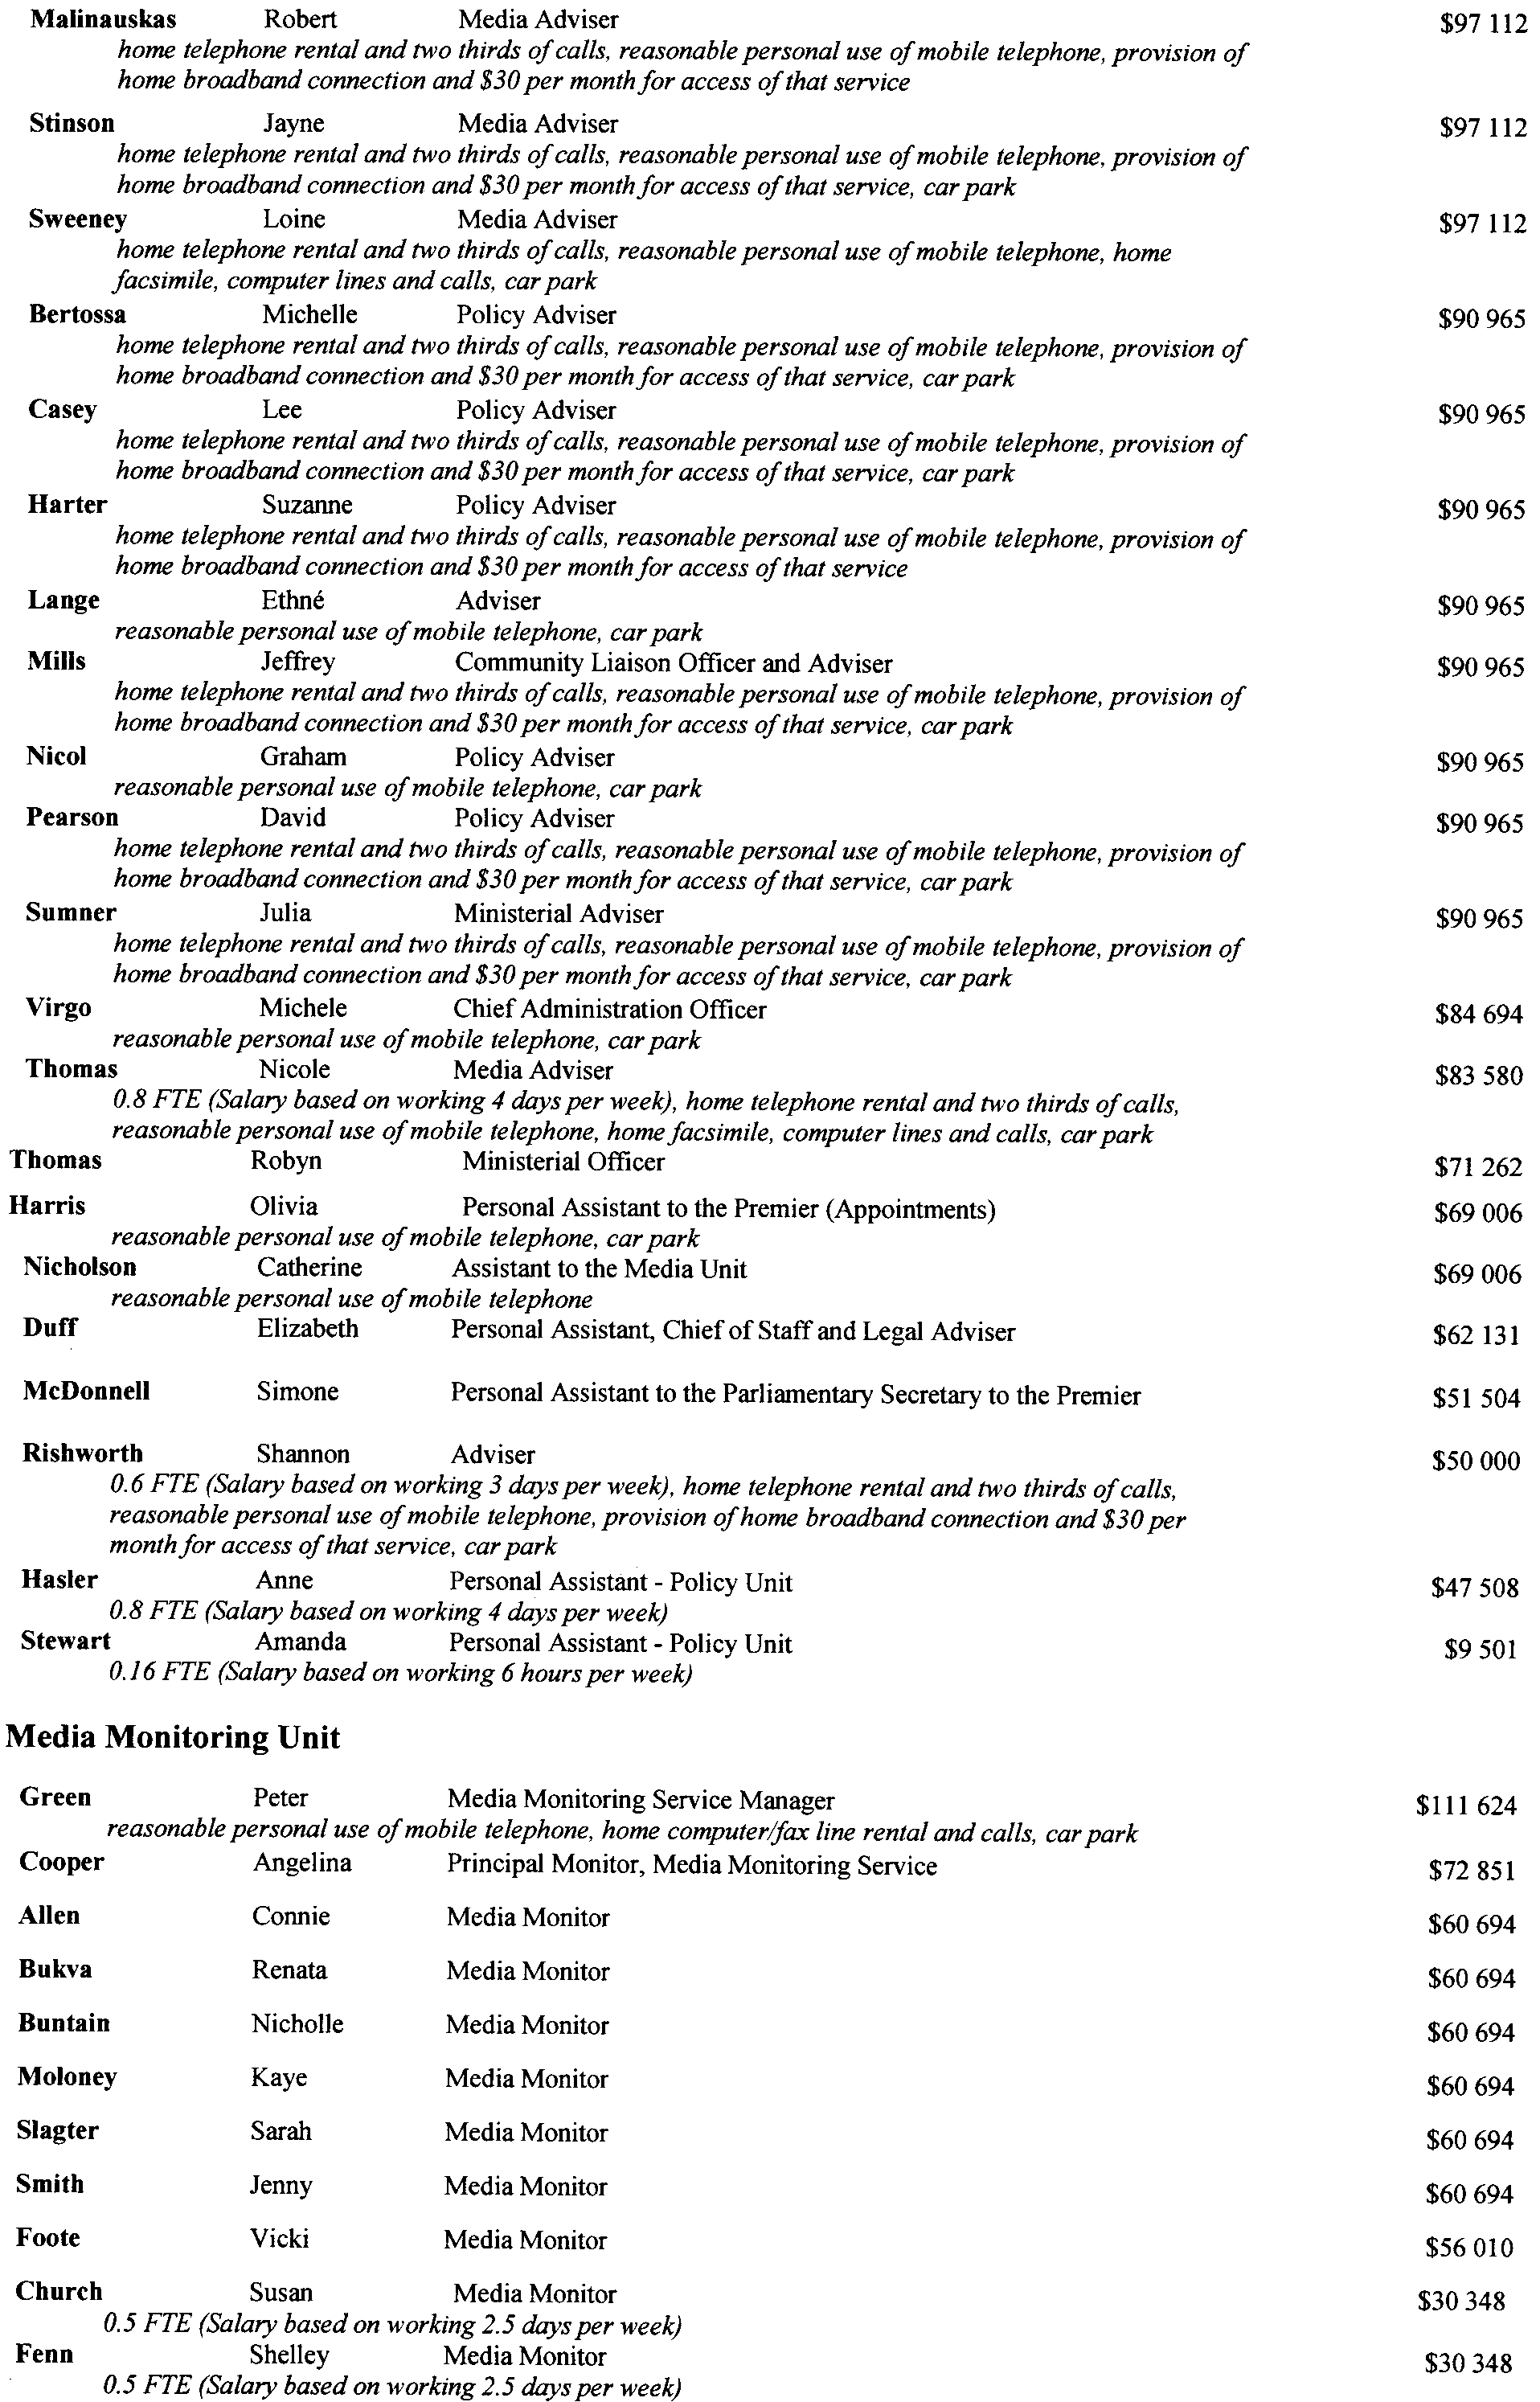 Malinauskas Robert Media Adviser $97 112
home telephone rental and two thirds of calls, reasonable personal use of mobile telephone, provision of
home broadband connection and $30 per month for access of that service
Stinson Jayne Media Adviser $97 112
home telephone rental and two thirds of calls, reasonable personal use of mobile telephone, provision of
home broadband connection and $30 per month for access of that service, car park
Sweeney Loine Media Adviser $97 112
home telephone rental and two thirds of calls, reasonable personal use of mobile telephone, home
facsimile, computer lines and calls, car park
Bertossa Michelle Policy Adviser $90 965
home telephone rental and two thirds of calls, reasonable personal use of mobile telephone, provision of
home broadband connection and $30 per month for access of that service, car park
Casey Lee Policy Adviser $90 965
home telephone rental and two thirds of calls, reasonable personal use of mobile telephone, provision of
home broadband connection and $30 per month for access of that service, car park
Harter Suzanne Policy Adviser $90 965
home telephone rental and two thirds of calls, reasonable personal use of mobile telephone, provision of
home broadband connection and $30 per month for access of that service
Lange Ethné Adviser $90 965
reasonable personal use of mobile telephone, car park
Mills Jeffrey Community Liaison Officer and Adviser $90 965
home telephone rental and two thirds of calls, reasonable personal use of mobile telephone, provision of
home broadband connection and $30 per month for access of that service, car park
Nicol Graham Policy Adviser $90 965
reasonable personal use of mobile telephone, car park
Pearson David Policy Adviser $90 965
home telephone rental and two thirds of calls, reasonable personal use of mobile telephone, provision of
home broadband connection and $30 per month for access of that service, car park
Sumner Julia Ministerial Adviser $90 965
home telephone rental and two thirds of calls, reasonable personal use of mobile telephone, provision of
home broadband connection and $30 per month for access of that service, car park
Virgo Michele Chief Administration Officer $84 694
reasonable personal use of mobile telephone, car park
Thomas Nicole Media Adviser $83 580
0.8 FTE (Salary based on working 4 days per week), home telephone rental and two thirds of calls,
reasonable personal use of mobile telephone, home facsimile, computer lines and calls, car park
Thomas Robyn Ministerial Officer $71 262
Harris Olivia Personal Assistant to the Premier (Appointments) $69 006
reasonable personal use of mobile telephone, car park
Nicholson Catherine Assistant to the Media Unit $69 006
reasonable personal use of mobile telephone
Duff Elizabeth Personal Assistant, Chief of Staff and Legal Adviser $62 131
McDonnell Simone Personal Assistant to the Parliamentary Secretary to the Premier $51 504
Rishworth Shannon Adviser $50 000
0.6 FTE (Salary based on working 3 days per week), home telephone rental and two thirds of calls,
reasonable personal use of mobile telephone, provision of home broadband connection and $30 per
month for access of that service, car park
Hasler Anne Personal Assistant - Policy Unit $47 508
0.8 FTE (Salary based on working 4 days per week)
Stewart Amanda Personal Assistant - Policy Unit $9 501
0.16 FTE (Salary based on working 6 hours per week)
Media Monitoring Unit
Green Peter Media Monitoring Service Manager $111 624
reasonable personal use of mobile telephone, home computer/fax line rental and calls, car park
Cooper Angelina Principal Monitor, Media Monitoring Service $72 851
Allen Connie Media Monitor $60 694
Bukva Renata Media Monitor $60 694
Buntain Nicholle Media Monitor $60 694
Moloney Kaye Media Monitor $60 694
Slagter Sarah Media Monitor $60 694
Smith Jenny Media Monitor $60 694
Foote Vicki Media Monitor $56 010
Church Susan Media Monitor $30 348
0.5 FTE (Salary based on working 2.5 days per week)
Fenn Shelley Media Monitor $30 348
0.5 FTE (Salary based on working 2.5 days per week)